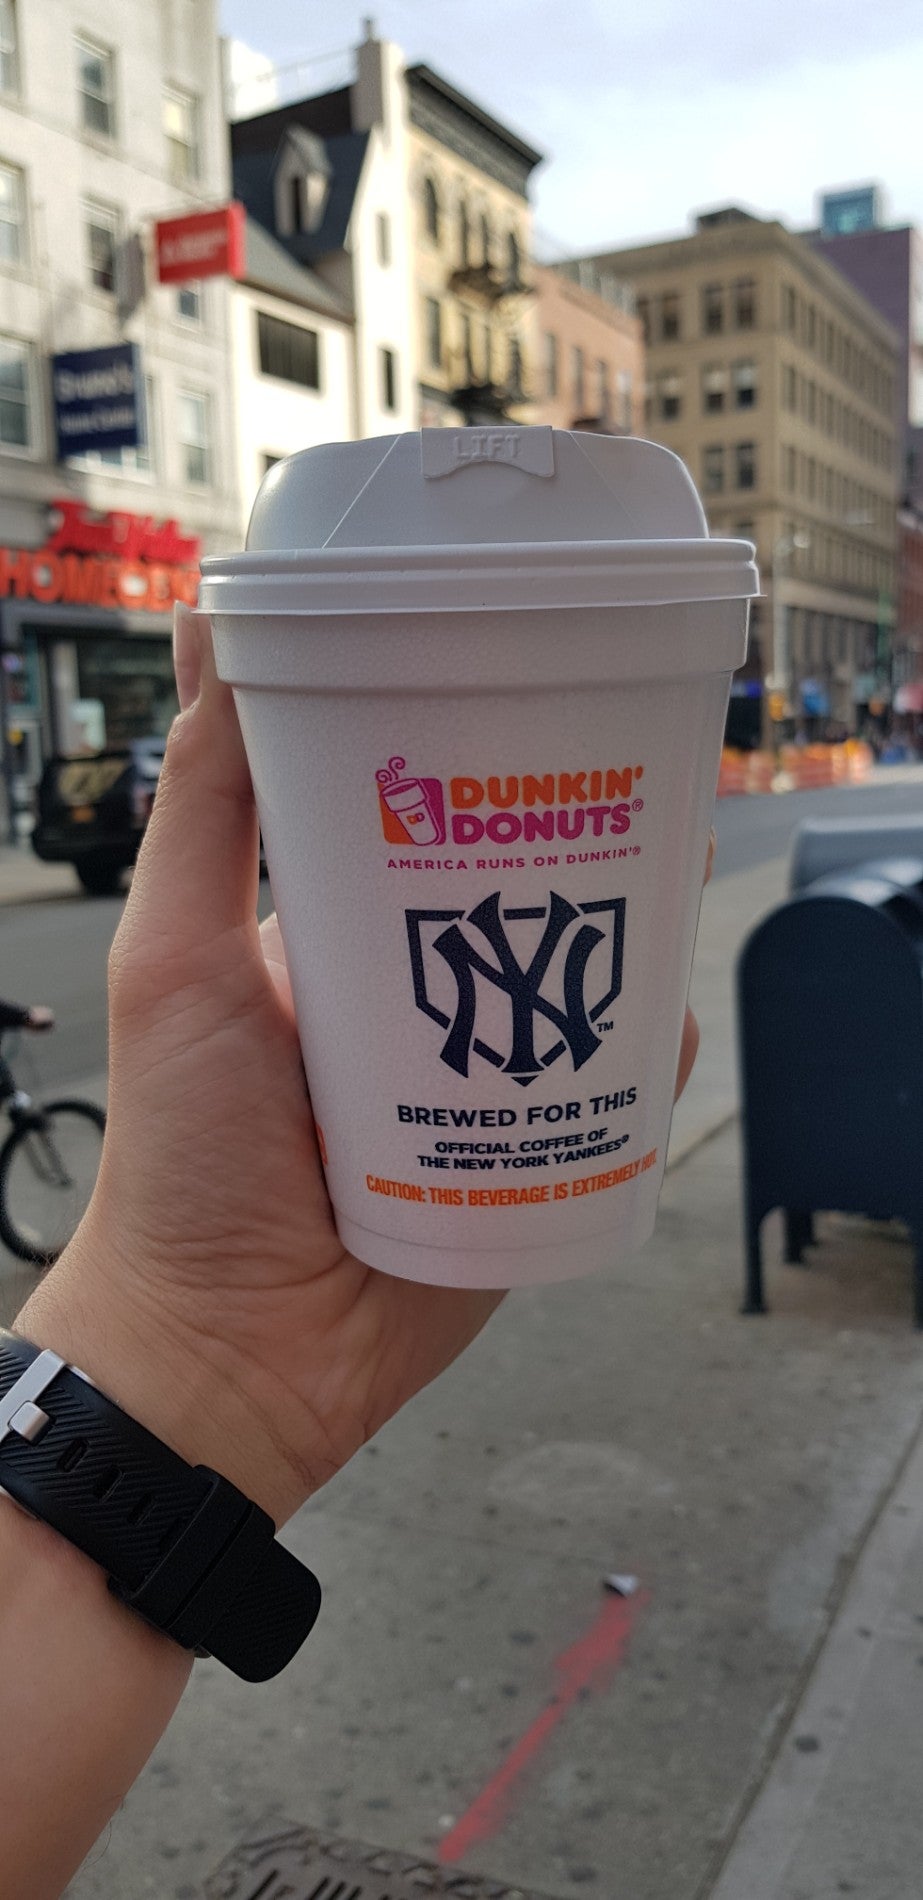 LIFT
DUNKIN'
DONUTS®
AMERICA RUNS ON DUNKIN'®
NY
TM
BREWED FOR THIS
OFFICIAL COFFEE OF
THE NEW YORK YANKEES®
CAUTION: THIS BEVERAGE IS EXTREMELY HOT